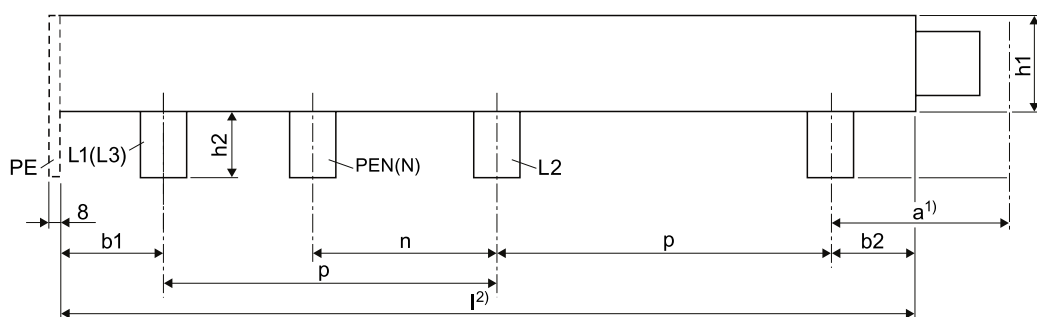 h1
h2
L1(L3)
PEN(N)
L2
PE
8
a¹⁾
b1
n
p
b2
p
l²⁾